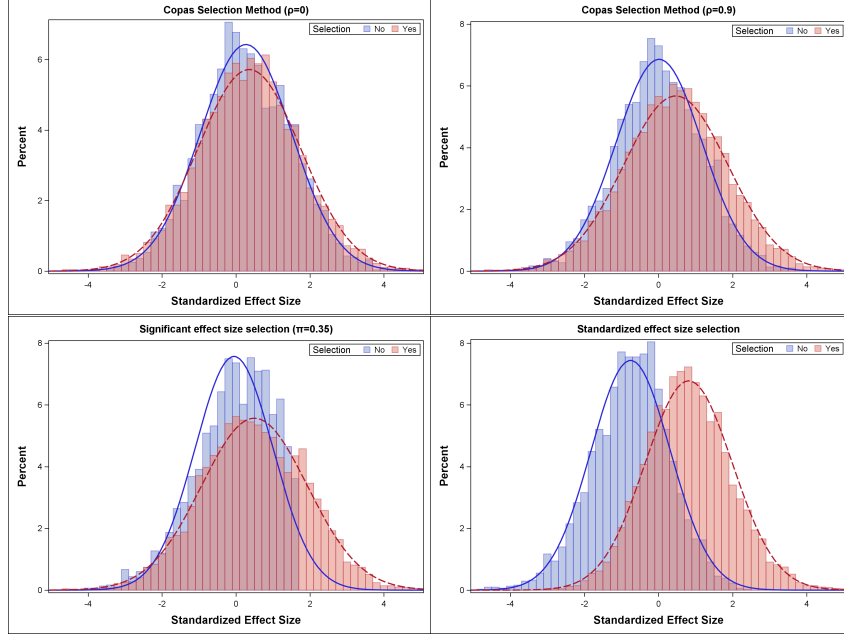 Copas Selection Method (ρ=0)
Selection No Yes
6
4
2
0
Percent
-4 -2 0 2 4
Standardized Effect Size
Copas Selection Method (ρ=0.9)
Selection No Yes
8
6
4
2
0
Percent
-4 -2 0 2 4
Standardized Effect Size
Significant effect size selection (π=0.35)
Selection No Yes
8
6
4
2
0
Percent
-4 -2 0 2 4
Standardized Effect Size
Standardized effect size selection
Selection No Yes
8
6
4
2
0
Percent
-4 -2 0 2 4
Standardized Effect Size